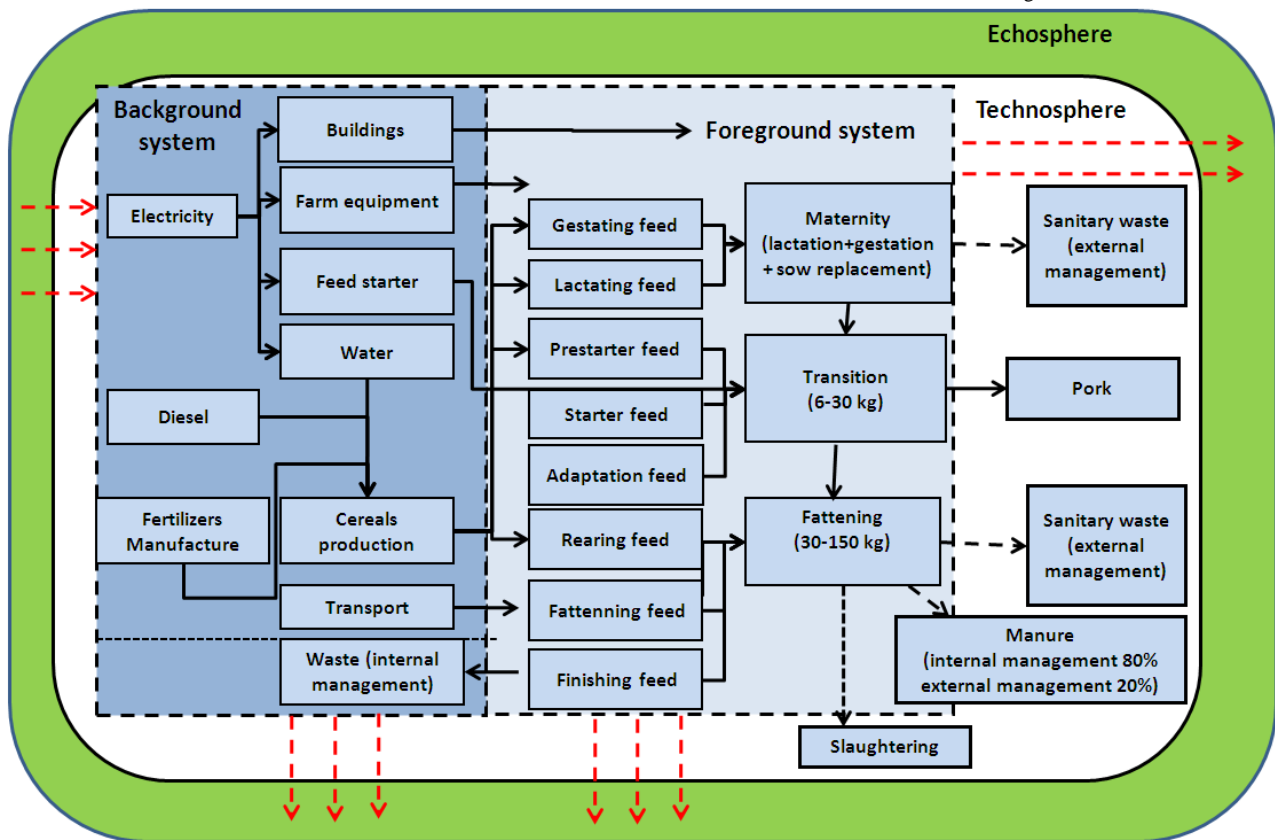 Echosphere
Background
system
Buildings
Foreground system
Technosphere
Electricity
Farm equipment
Gestating feed
Maternity
(lactation+gestation
+ sow replacement)
Sanitary waste
(external
management)
Feed starter
Lactating feed
Water
Prestarter feed
Transition
(6-30 kg)
Pork
Diesel
Starter feed
Adaptation feed
Fertilizers
Manufacture
Cereals
production
Rearing feed
Fattening
(30-150 kg)
Sanitary waste
(external
management)
Transport
Fattenning feed
Manure
(internal management 80%
external management 20%)
Waste (internal
management)
Finishing feed
Slaughtering